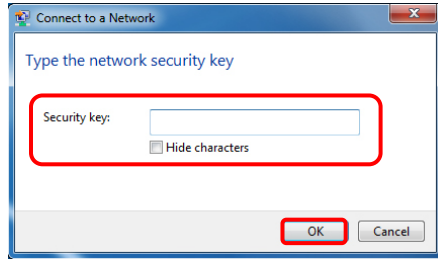 Connect to a Network
Type the network security key
Security key:
Hide characters
OK Cancel